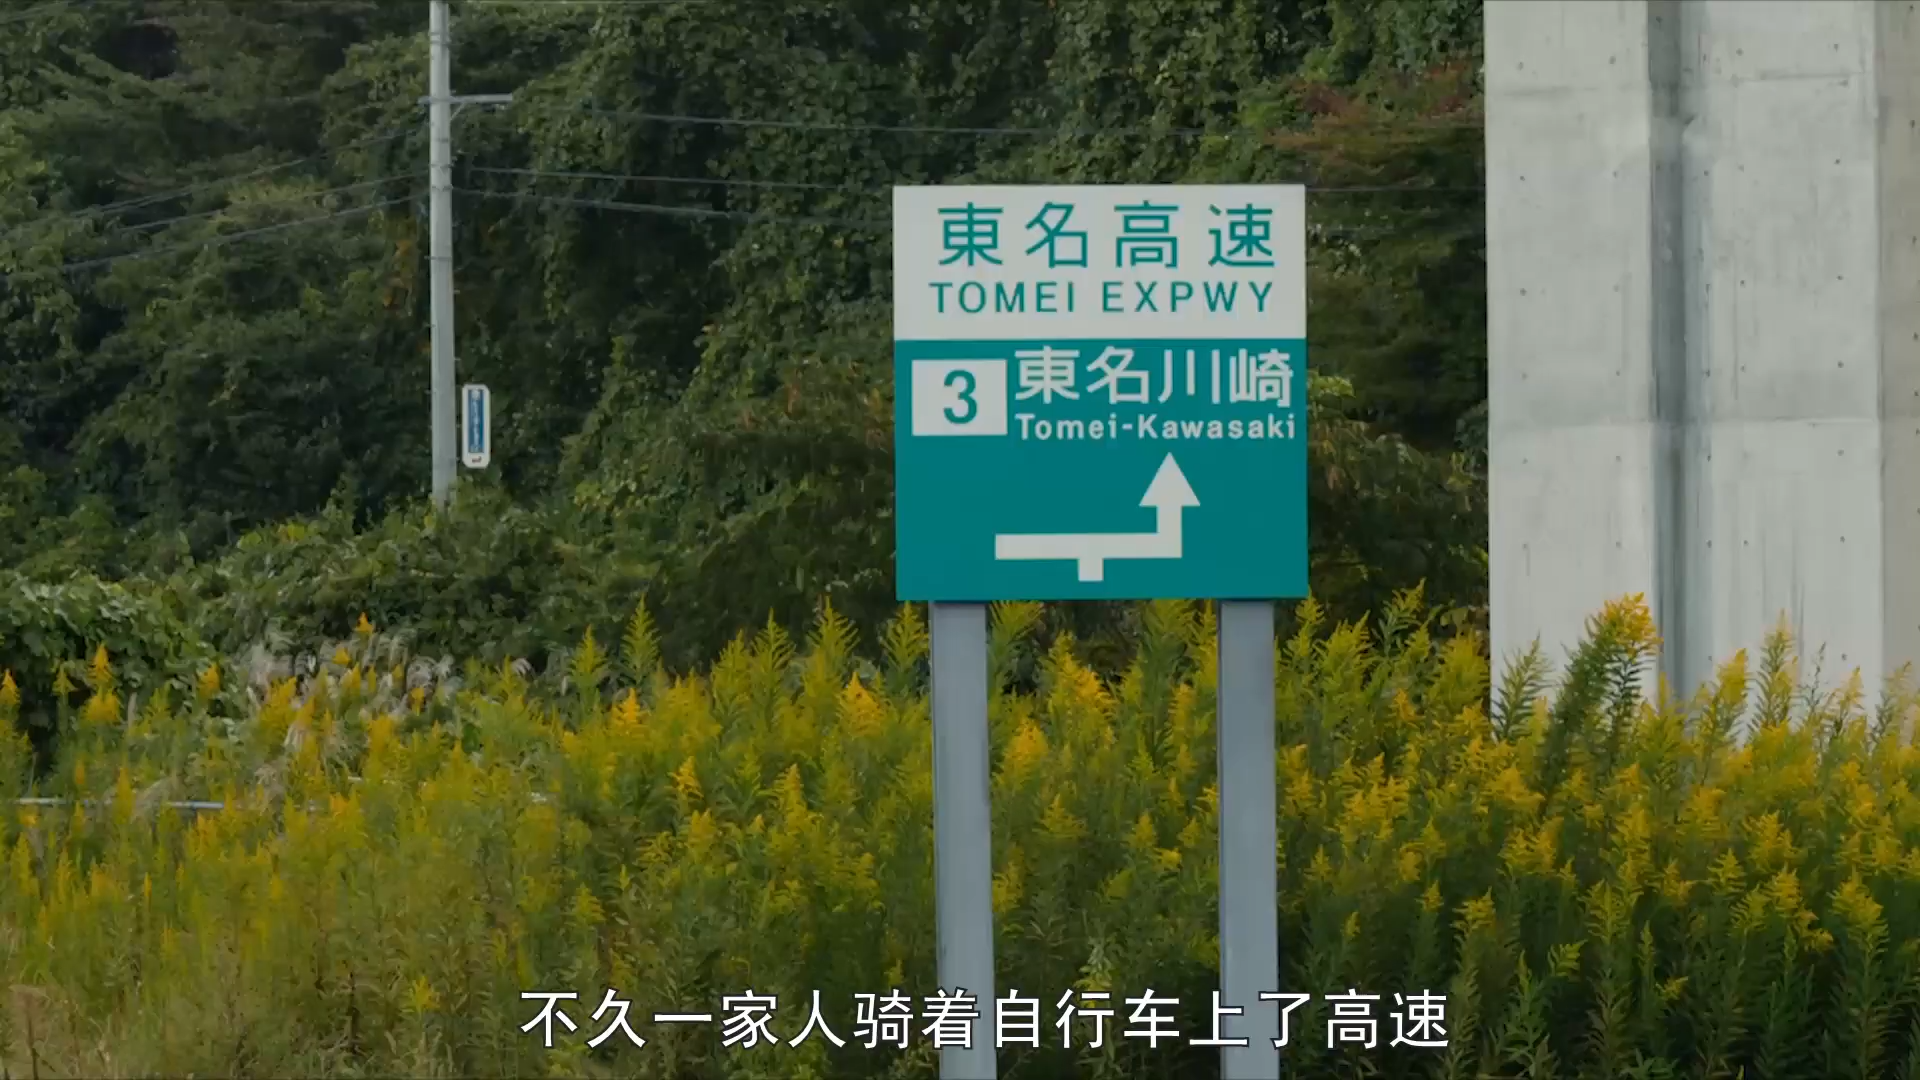 東名高速
TOMEI EXPWY
3 東名川崎
Tomei-Kawasaki
不久一家人骑着自行车上了高速